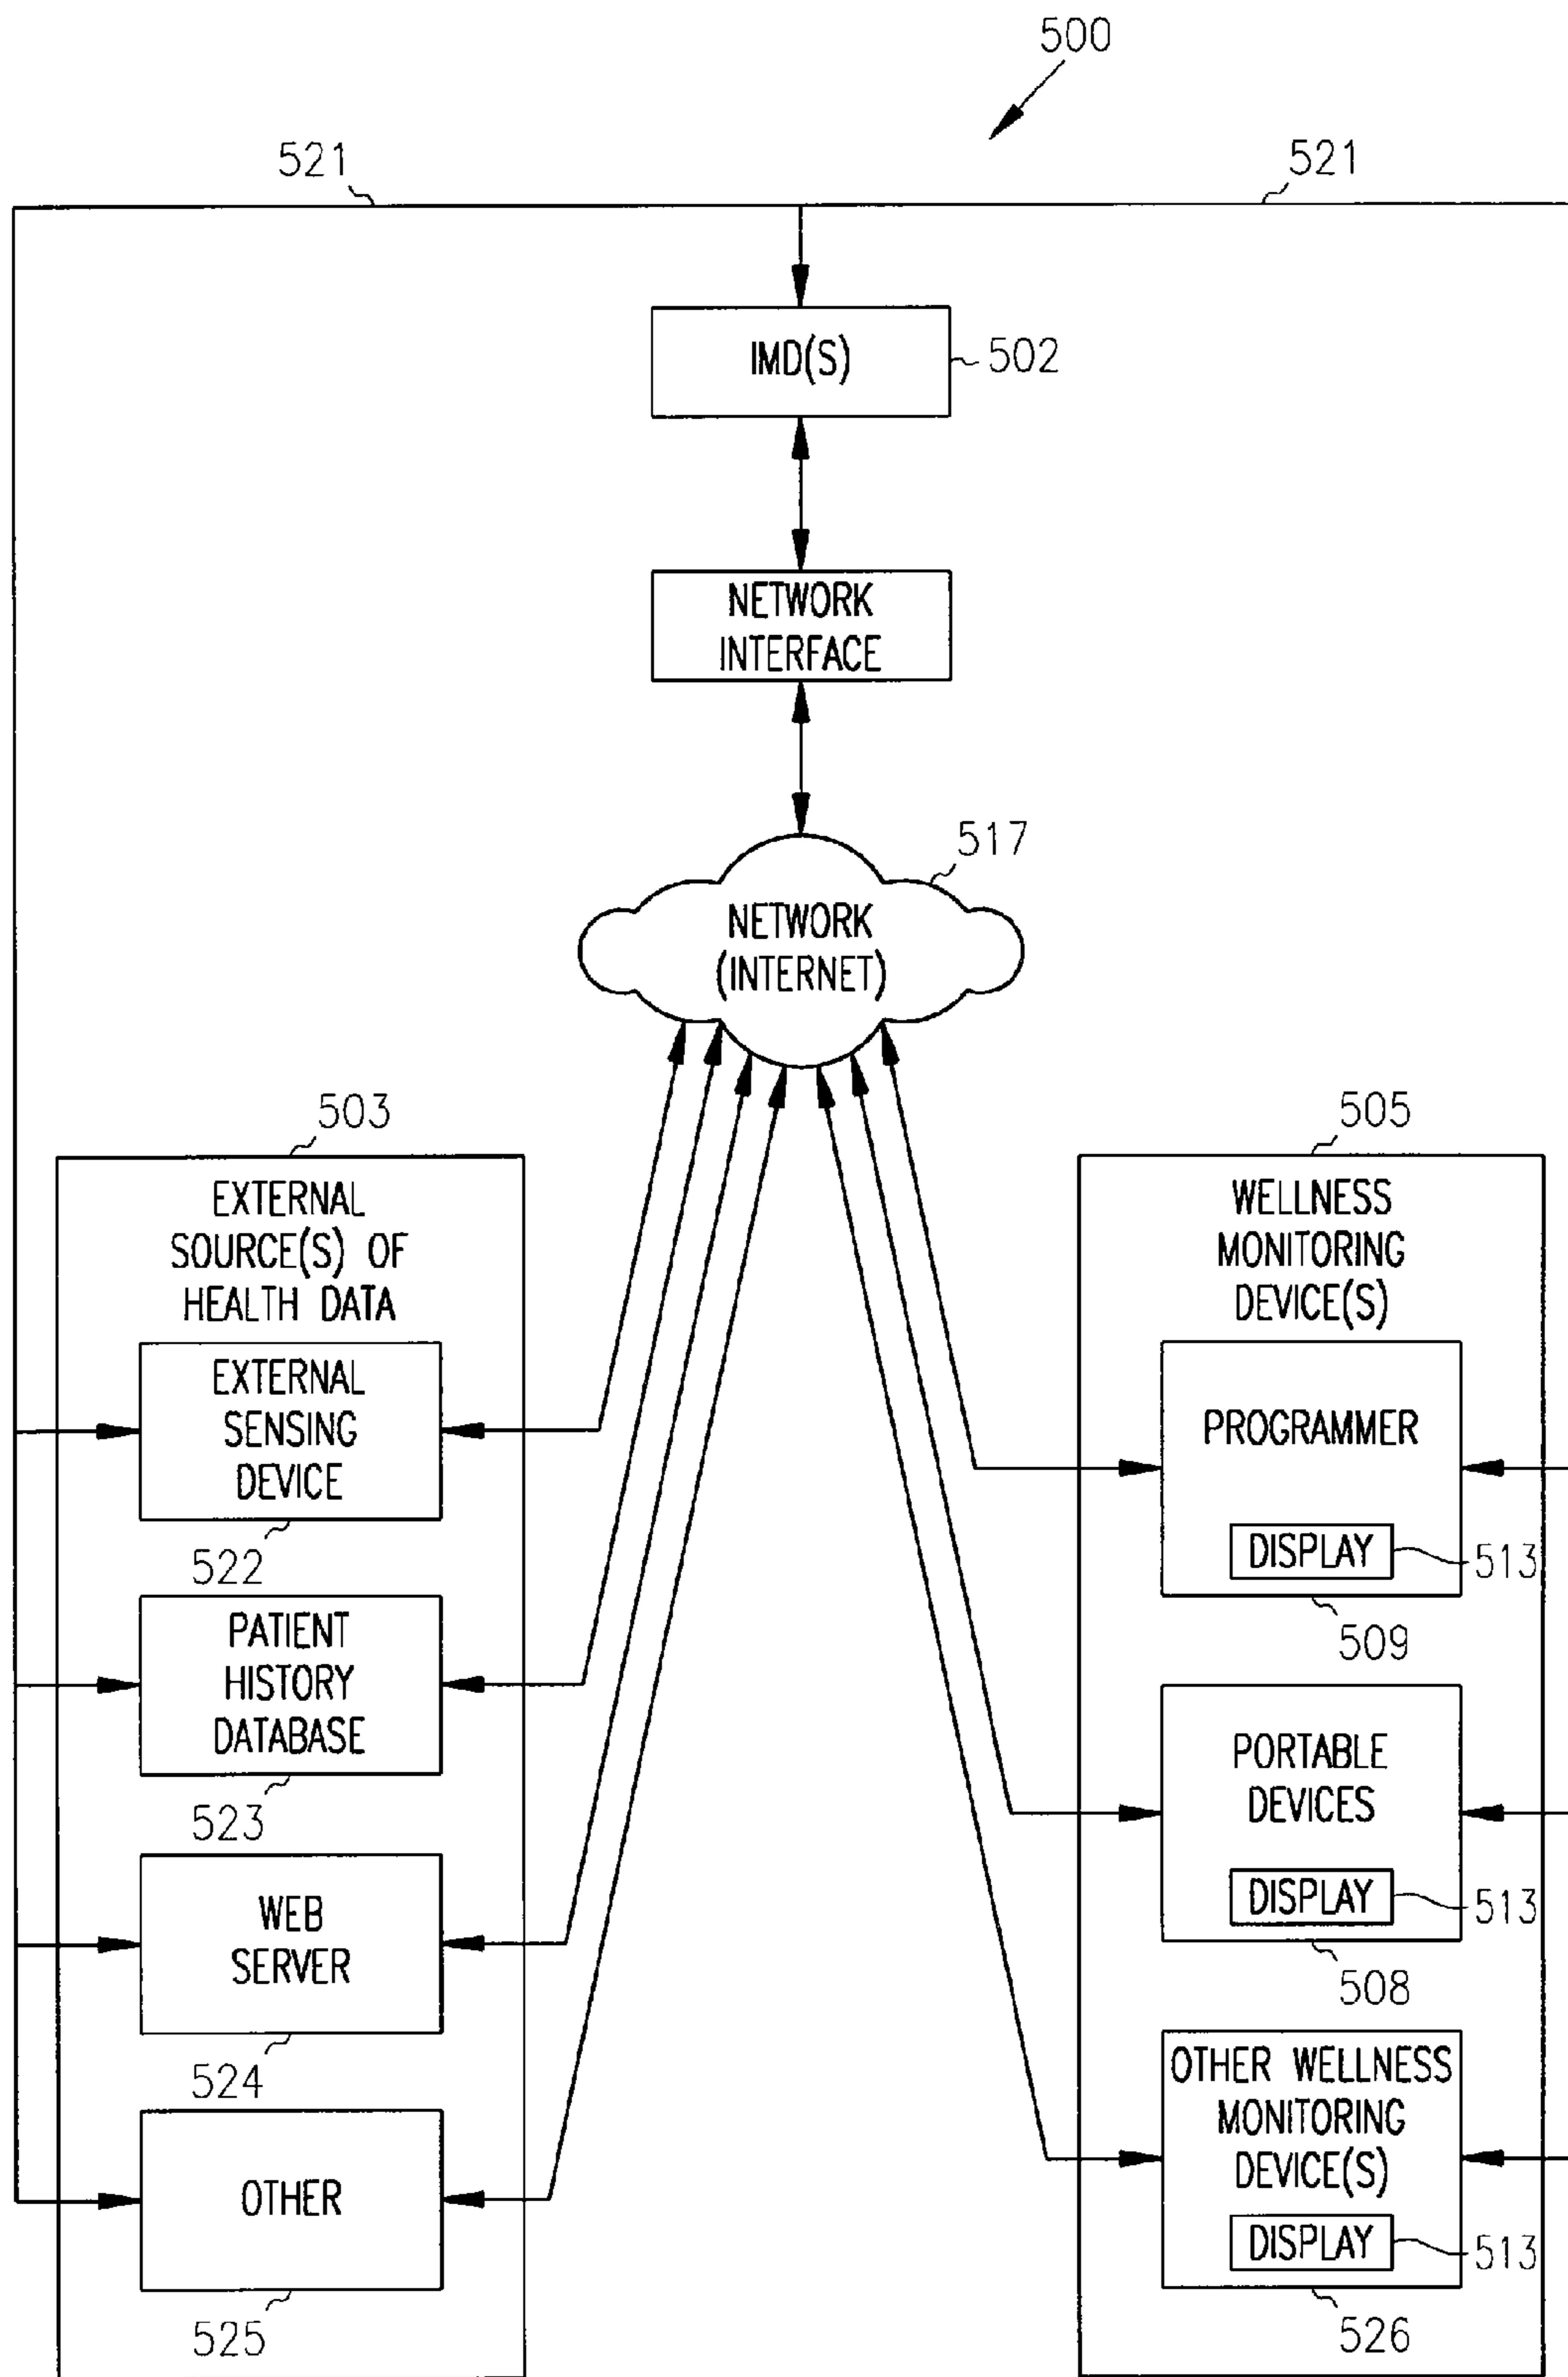 500
521
521
IMD(S)
502
NETWORK
INTERFACE
517
NETWORK
(INTERNET)
503
EXTERNAL
SOURCE(S) OF
HEALTH DATA
EXTERNAL
SENSING
DEVICE
522
PATIENT
HISTORY
DATABASE
523
WEB
SERVER
524
OTHER
525
505
WELLNESS
MONITORING
DEVICE(S)
PROGRAMMER
DISPLAY
513
509
PORTABLE
DEVICES
DISPLAY
513
508
OTHER WELLNESS
MONITORING
DEVICE(S)
DISPLAY
513
526